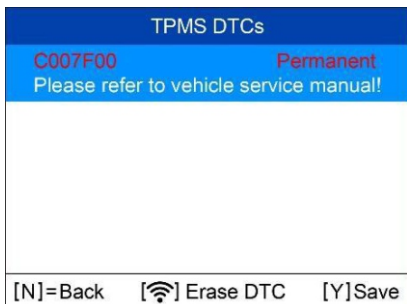 TPMS DTCs
C007F00 Permanent
Please refer to vehicle service manual!
[N]=Back [] Erase DTC [Y]Save